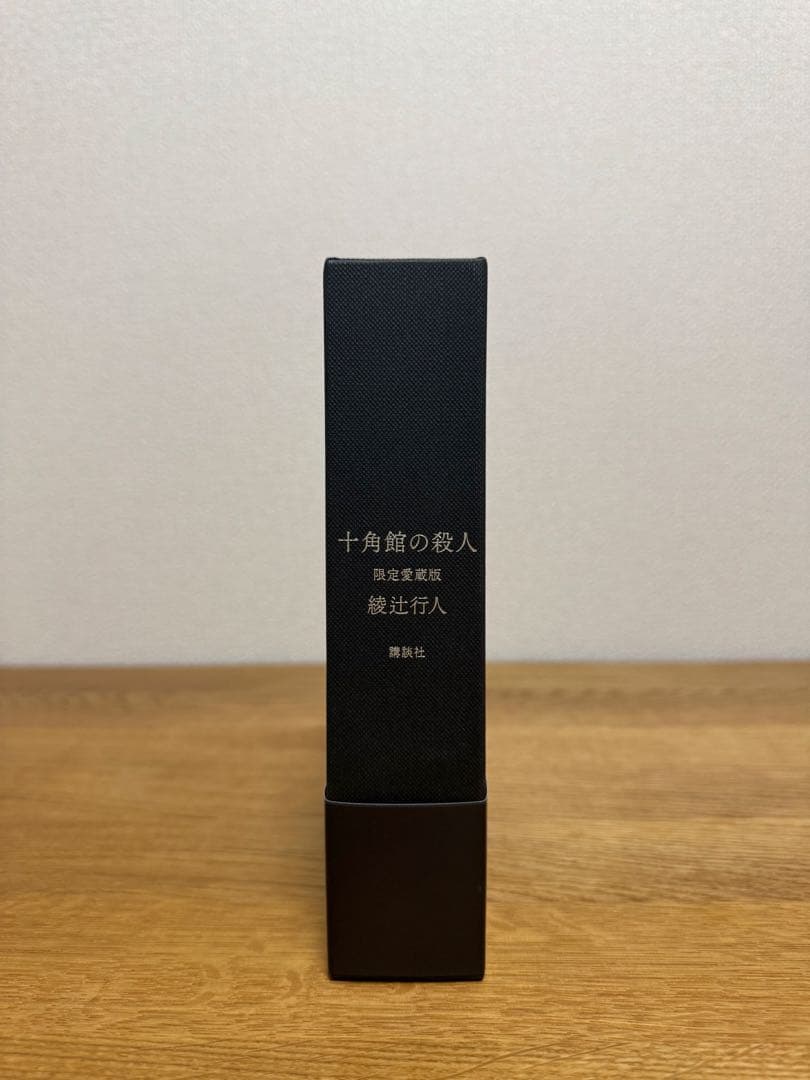 十角館の殺人
限定愛蔵版
綾辻行人
講談社